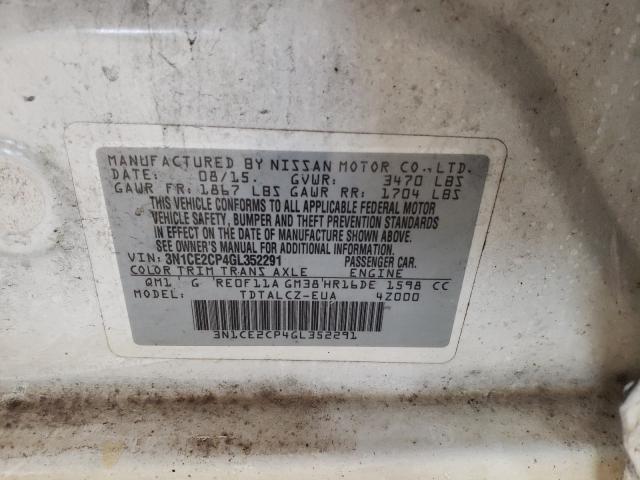 MANUFACTURED BY NISSAN MOTOR CO.,LTD.
DATE: 08/15. GVWR: 3470 LBS
GAWR FR: 1867 LBS GAWR RR: 1704 LBS
THIS VEHICLE CONFORMS TO ALL APPLICABLE FEDERAL MOTOR
VEHICLE SAFETY, BUMPER AND THEFT PREVENTION STANDARDS
IN EFFECT ON THE DATE OF MANUFACTURE SHOWN ABOVE.
SEE OWNER'S MANUAL FOR ADDITIONAL INFORMATION.
VIN: 3N1CE2CP4GL352291 PASSENGER CAR.
COLOR TRIM TRANS AXLE ENGINE
QM1 G RE0F11A GM38 HR16DE 1598 CC
MODEL: TDTALCZ-EUA 4Z000
3N1CE2CP4GL352291